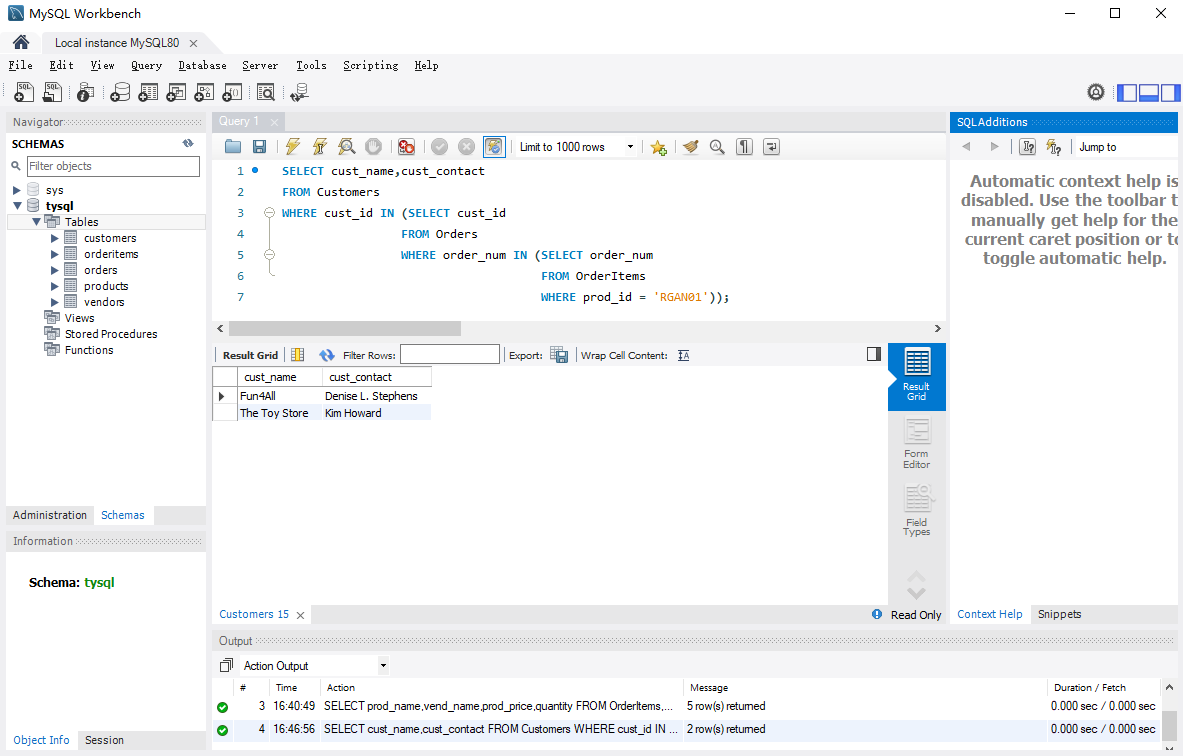 MySQL Workbench
Local instance MySQL80
File Edit View Query Database Server Tools Scripting Help
Navigator
SCHEMAS
Filter objects
sys
tysql
Tables
customers
orderitems
orders
products
vendors
Views
Stored Procedures
Functions
Administration Schemas
Information
Schema: tysql
Object Info Session
Query 1
Limit to 1000 rows
1 SELECT cust_name,cust_contact
2 FROM Customers
3 WHERE cust_id IN (SELECT cust_id
4 FROM Orders
5 WHERE order_num IN (SELECT order_num
6 FROM OrderItems
7 WHERE prod_id = 'RGAN01'));
Result Grid Filter Rows: Export: Wrap Cell Content:
cust_name cust_contact
Fun4All Denise L. Stephens
The Toy Store Kim Howard
Result
Grid
Form
Editor
Field
Types
Customers 15 Read Only
SQLAdditions
Jump to
Automatic context help is
disabled. Use the toolbar t
manually get help for the
current caret position or to
toggle automatic help.
Context Help Snippets
Output
Action Output
# Time Action Message Duration / Fetch
3 16:40:49 SELECT prod_name,vend_name,prod_price,quantity FROM OrderItems,... 5 row(s) returned 0.000 sec / 0.000 sec
4 16:46:56 SELECT cust_name,cust_contact FROM Customers WHERE cust_id IN ... 2 row(s) returned 0.000 sec / 0.000 sec